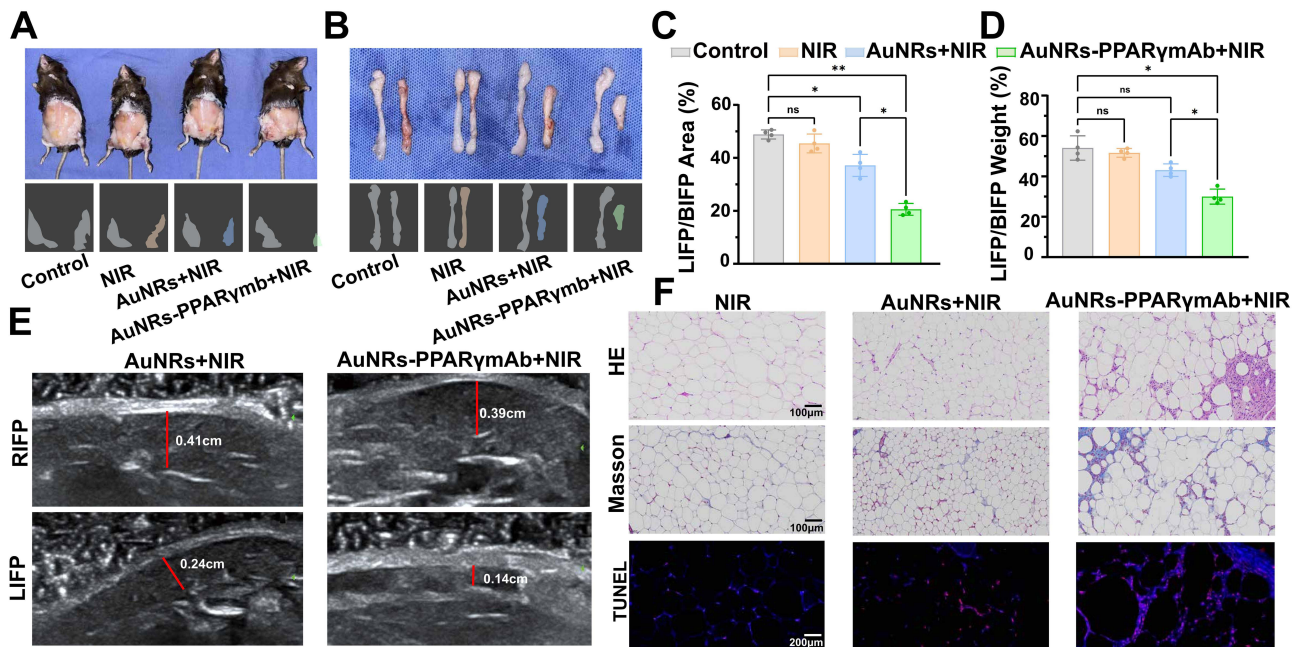 A
B
C
D
Control
NIR
AuNRs+NIR
AuNRs-PPARγmAb+NIR
LIFP/BIFP Area (%)
60
40
20
0
ns
*
**
*
LIFP/BIFP Weight (%)
80
60
40
20
0
ns
ns
*
*
Control
NIR
AuNRs+NIR
AuNRs-PPARγmb+NIR
Control
NIR
AuNRs+NIR
AuNRs-PPARγmb+NIR
E
AuNRs+NIR
AuNRs-PPARγmAb+NIR
RIFP
0.41cm
0.39cm
LIFP
0.24cm
0.14cm
F
NIR
AuNRs+NIR
AuNRs-PPARγmAb+NIR
HE
100μm
Masson
100μm
TUNEL
200μm